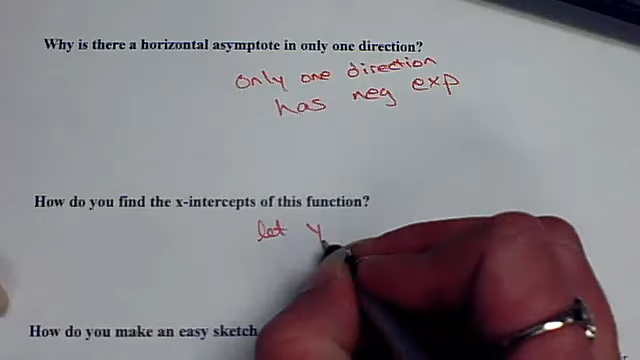 Why is there a horizontal asymptote in only one direction?
only one direction
has neg exp
How do you find the x-intercepts of this function?
let y
How do you make an easy sketch